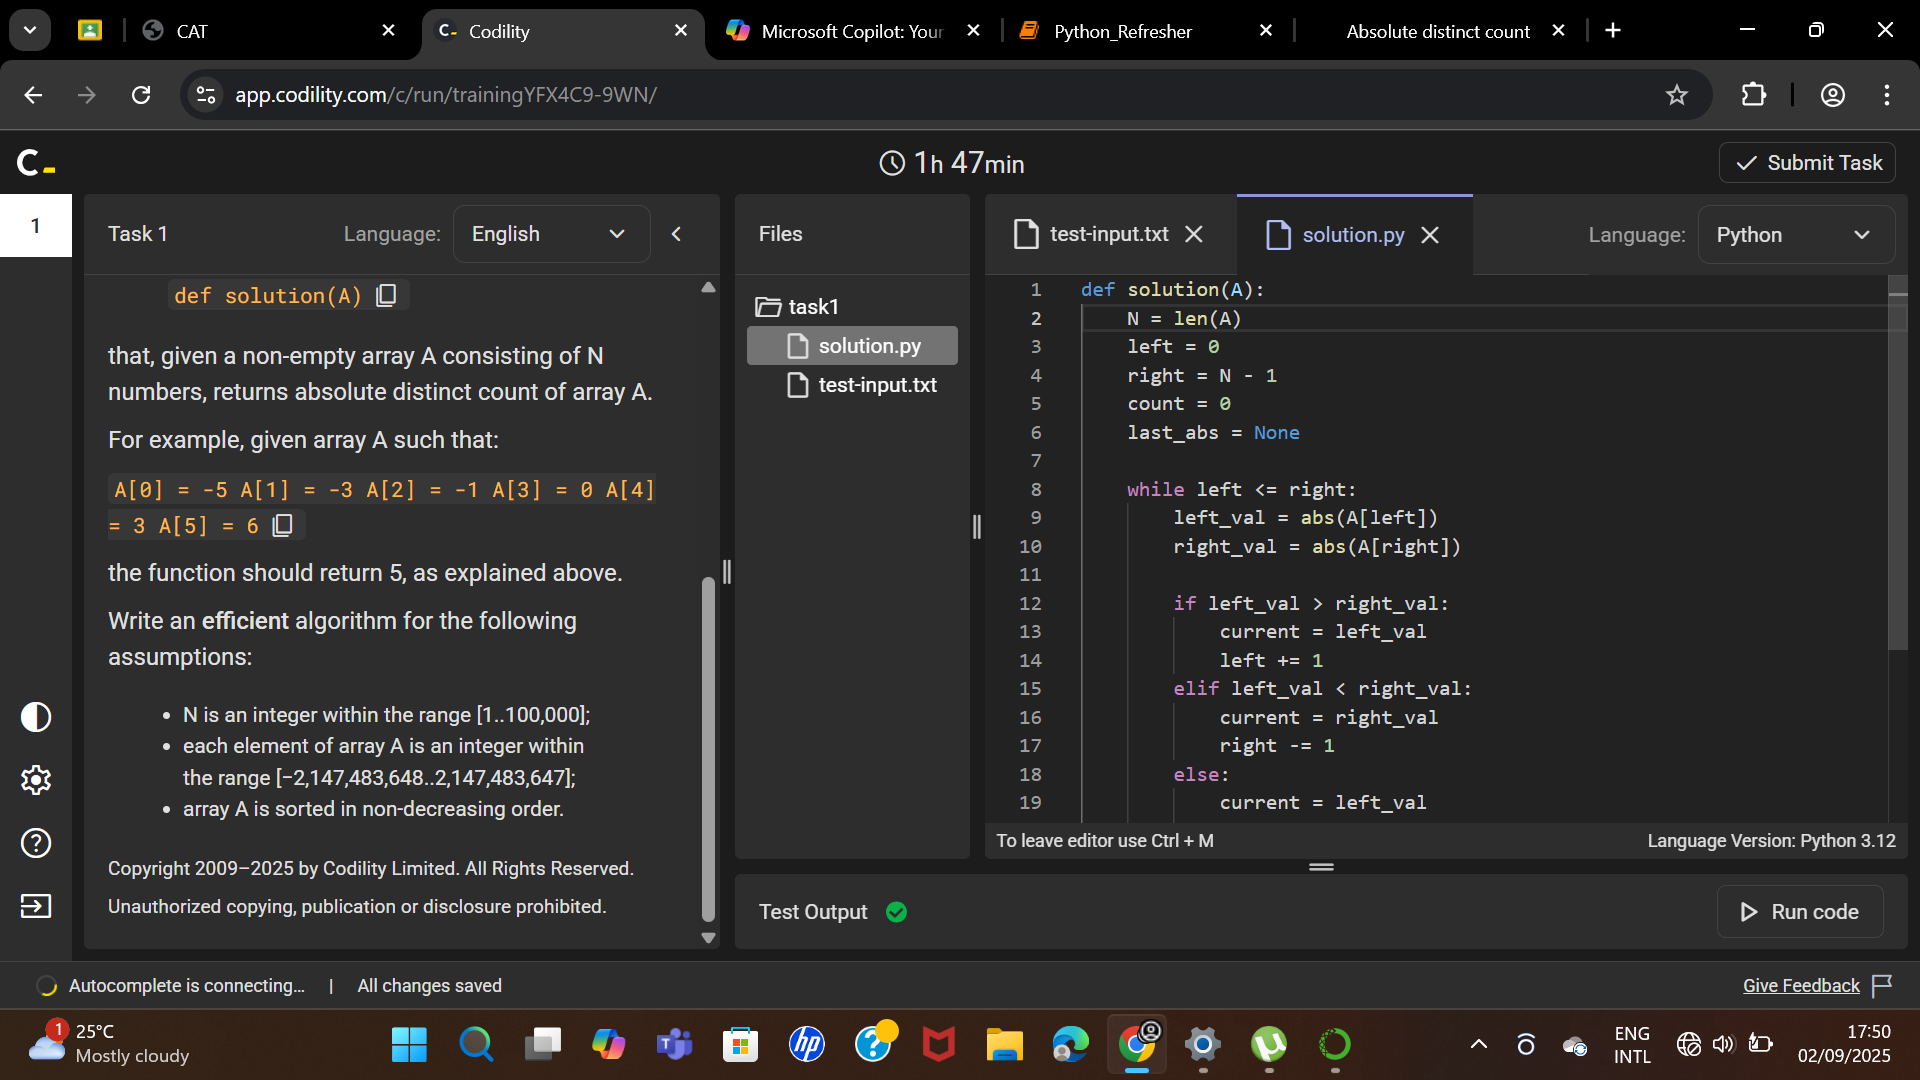 CAT
Codility
Microsoft Copilot: Your
Python_Refresher
Absolute distinct count
app.codility.com/c/run/trainingYFX4C9-9WN/
1h 47min
Submit Task
1
Task 1
Language:
English
def solution(A)
that, given a non-empty array A consisting of N
numbers, returns absolute distinct count of array A.
For example, given array A such that:
A[0] = -5 A[1] = -3 A[2] = -1 A[3] = 0 A[4]
= 3 A[5] = 6
the function should return 5, as explained above.
Write an efficient algorithm for the following
assumptions:
• N is an integer within the range [1..100,000];
• each element of array A is an integer within
the range [−2,147,483,648..2,147,483,647];
• array A is sorted in non-decreasing order.
Copyright 2009–2025 by Codility Limited. All Rights Reserved.
Unauthorized copying, publication or disclosure prohibited.
Files
task1
solution.py
test-input.txt
test-input.txt
solution.py
Language:
Python
1 def solution(A):
2 N = len(A)
3 left = 0
4 right = N - 1
5 count = 0
6 last_abs = None
7
8 while left <= right:
9 left_val = abs(A[left])
10 right_val = abs(A[right])
11
12 if left_val > right_val:
13 current = left_val
14 left += 1
15 elif left_val < right_val:
16 current = right_val
17 right -= 1
18 else:
19 current = left_val
To leave editor use Ctrl + M
Language Version: Python 3.12
Test Output
Run code
Autocomplete is connecting...
|
All changes saved
Give Feedback
1
25°C
Mostly cloudy
ENG
INTL
17:50
02/09/2025